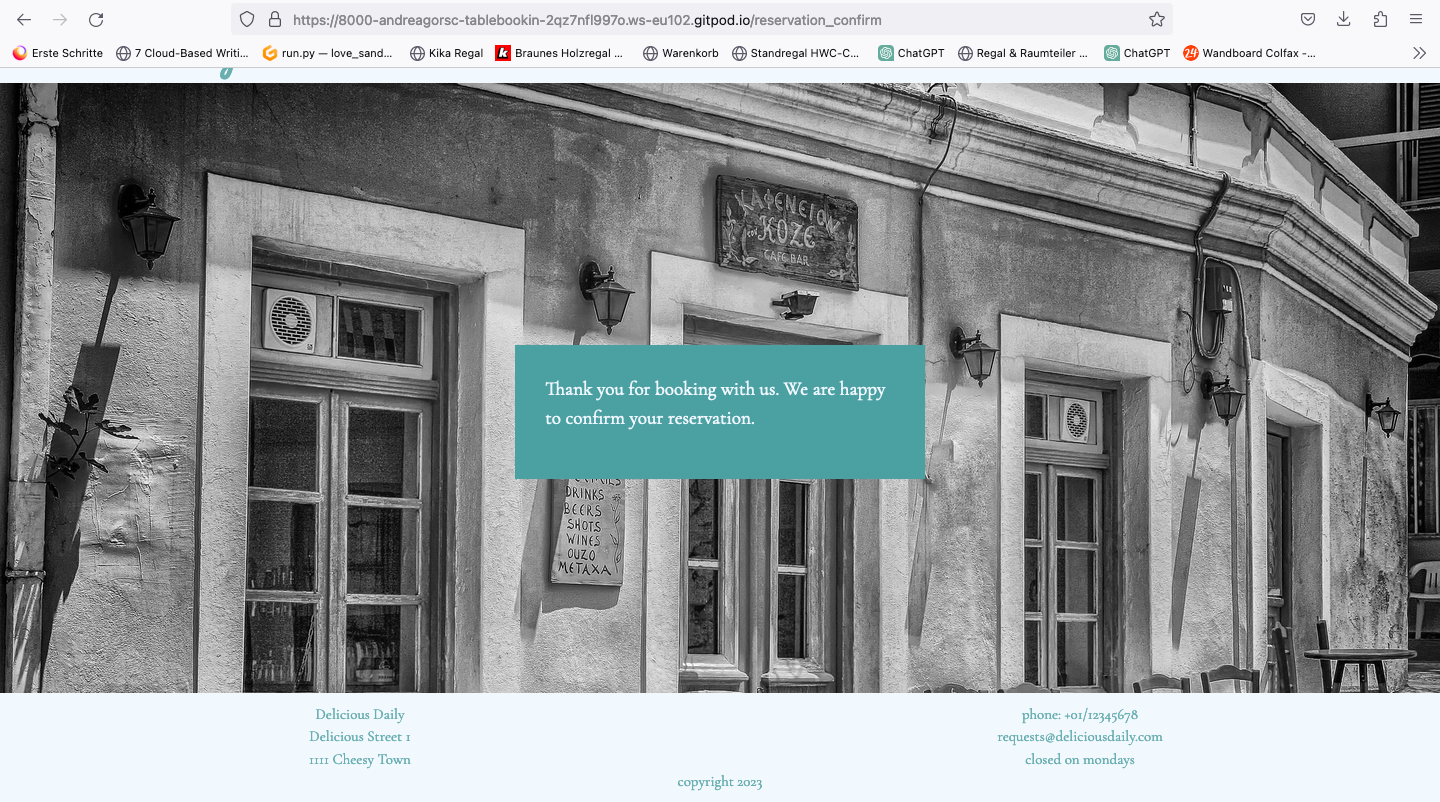 https://8000-andreagorsc-tablebookin-2qz7nfl997o.ws-eu102.gitpod.io/reservation_confirm
Erste Schritte 7 Cloud-Based Writi... run.py — love_sand... Kika Regal Braunes Holzregal ... Warenkorb Standregal HWC-C... ChatGPT Regal & Raumteiler ... ChatGPT Wandboard Colfax -...
ΚΑΦΕΝΕΙΟΝ
του ΚΟΖΕ
CAFE BAR
Thank you for booking with us. We are happy
to confirm your reservation.
DRINKS
BEERS
SHOTS
WINES
OUZO
METAXA
Delicious Daily
Delicious Street 1
1111 Cheesy Town
phone: +01/12345678
requests@deliciousdaily.com
closed on mondays
copyright 2023